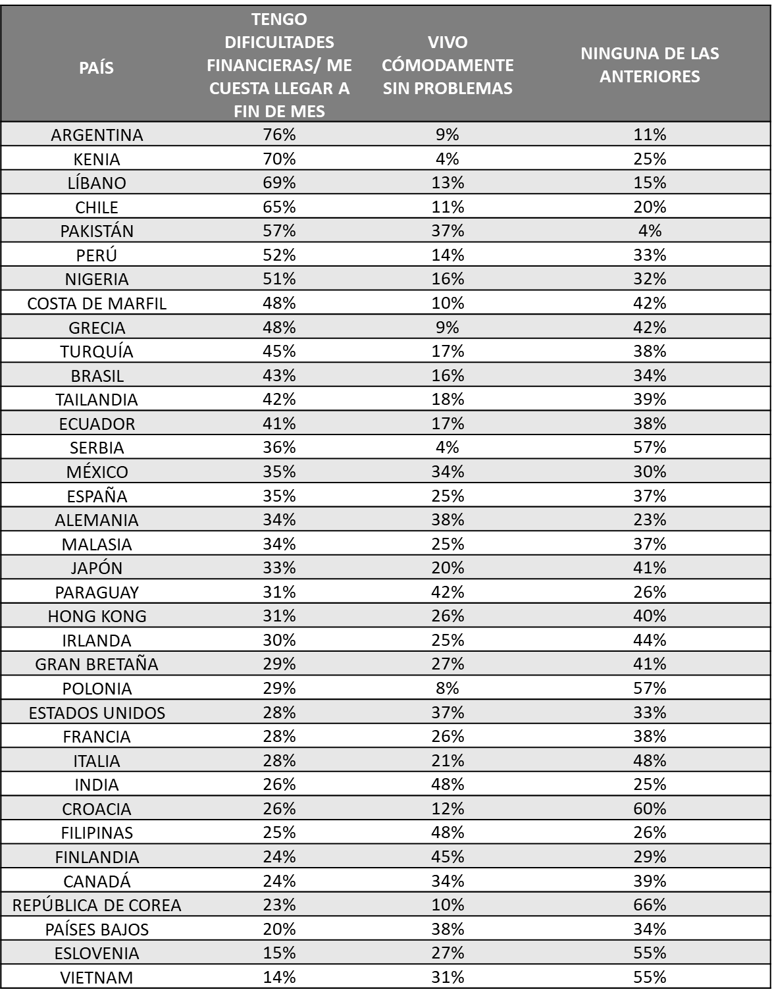 PAÍS
TENGO
DIFICULTADES
FINANCIERAS/ ME
CUESTA LLEGAR A
FIN DE MES
VIVO
CÓMODAMENTE
SIN PROBLEMAS
NINGUNA DE LAS
ANTERIORES
ARGENTINA 76% 9% 11%
KENIA 70% 4% 25%
LÍBANO 69% 13% 15%
CHILE 65% 11% 20%
PAKISTÁN 57% 37% 4%
PERÚ 52% 14% 33%
NIGERIA 51% 16% 32%
COSTA DE MARFIL 48% 10% 42%
GRECIA 48% 9% 42%
TURQUÍA 45% 17% 38%
BRASIL 43% 16% 34%
TAILANDIA 42% 18% 39%
ECUADOR 41% 17% 38%
SERBIA 36% 4% 57%
MÉXICO 35% 34% 30%
ESPAÑA 35% 25% 37%
ALEMANIA 34% 38% 23%
MALASIA 34% 25% 37%
JAPÓN 33% 20% 41%
PARAGUAY 31% 42% 26%
HONG KONG 31% 26% 40%
IRLANDA 30% 25% 44%
GRAN BRETAÑA 29% 27% 41%
POLONIA 29% 8% 57%
ESTADOS UNIDOS 28% 37% 33%
FRANCIA 28% 26% 38%
ITALIA 28% 21% 48%
INDIA 26% 48% 25%
CROACIA 26% 12% 60%
FILIPINAS 25% 48% 26%
FINLANDIA 24% 45% 29%
CANADÁ 24% 34% 39%
REPÚBLICA DE COREA 23% 10% 66%
PAÍSES BAJOS 20% 38% 34%
ESLOVENIA 15% 27% 55%
VIETNAM 14% 31% 55%